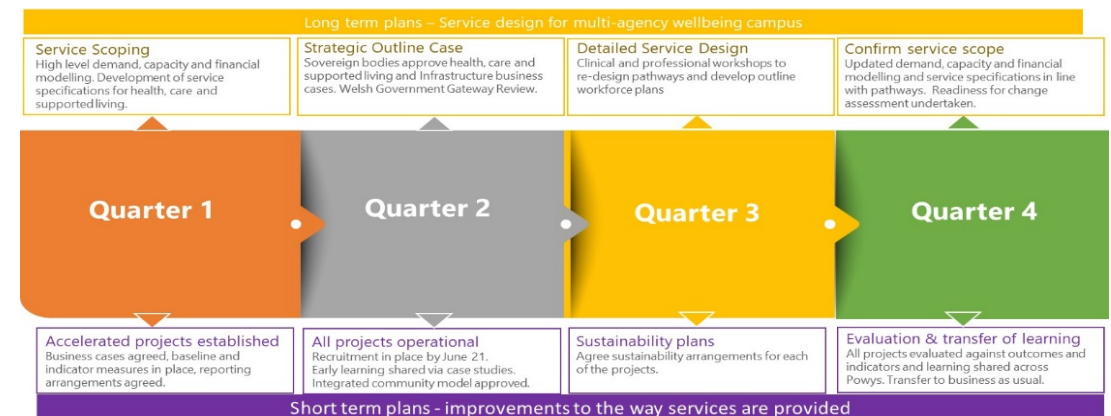 Long term plans – Service design for multi-agency wellbeing campus
Service Scoping
High level demand, capacity and financial
modelling. Development of service
specifications for health, care and
supported living.
Strategic Outline Case
Sovereign bodies approve health, care and
supported living and Infrastructure business
cases. Welsh Government Gateway Review.
Detailed Service Design
Clinical and professional workshops to
re-design pathways and develop outline
workforce plans
Confirm service scope
Updated demand, capacity and financial
modelling and service specifications in line
with pathways. Readiness for change
assessment undertaken.
Quarter 1
Quarter 2
Quarter 3
Quarter 4
Accelerated projects established
Business cases agreed, baseline and
indicator measures in place, reporting
arrangements agreed.
All projects operational
Recruitment in place by June 21.
Early learning shared via case studies.
Integrated community model approved.
Sustainability plans
Agree sustainability arrangements for each
of the projects.
Evaluation & transfer of learning
All projects evaluated against outcomes and
indicators and learning shared across
Powys. Transfer to business as usual.
Short term plans - improvements to the way services are provided